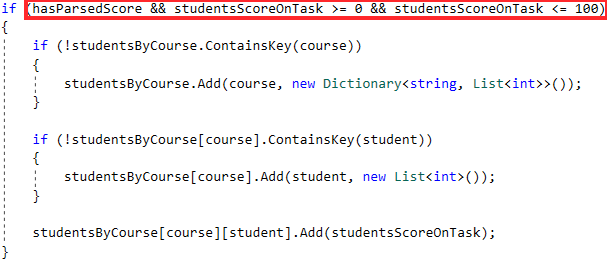 if (hasParsedScore && studentsScoreOnTask >= 0 && studentsScoreOnTask <= 100)
{
    if (!studentsByCourse.ContainsKey(course))
    {
        studentsByCourse.Add(course, new Dictionary<string, List<int>>());
    }

    if (!studentsByCourse[course].ContainsKey(student))
    {
        studentsByCourse[course].Add(student, new List<int>());
    }

    studentsByCourse[course][student].Add(studentsScoreOnTask);
}